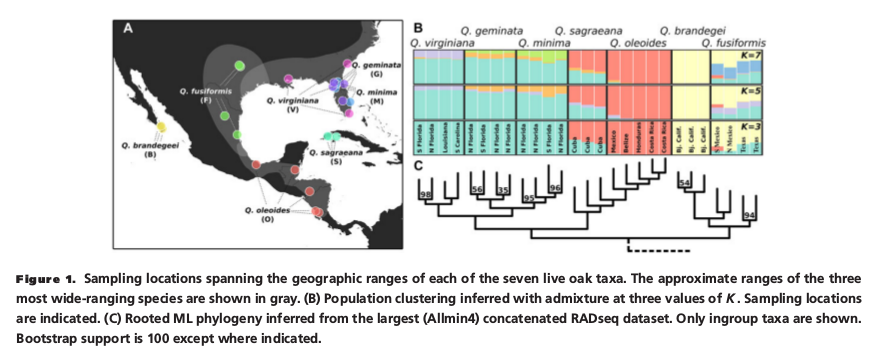 A
B
Q. geminata
Q. sagraeana
Q. brandegei
Q. virginiana
Q. minima
Q. oleoides
Q. fusiformis
K=7
K=5
K=3
S Florida
N Florida
Louisiana
S Carolina
N Florida
S Florida
N Florida
S Florida
N Florida
N Florida
S Florida
N Florida
Cuba
Cuba
Cuba
Mexico
Belize
Honduras
Costa Rica
Costa Rica
Bj. Calif.
Bj. Calif.
Bj. Calif.
S Mexico
N Mexico
Texas
Texas
Q. geminata
(G)
Q. fusiformis
(F)
Q. minima
(M)
Q. virginiana
(V)
Q. brandegeei
(B)
Q. sagraeana
(S)
Q. oleoides
(O)
C
98
56
35
95
96
54
94
Figure 1. Sampling locations spanning the geographic ranges of each of the seven live oak taxa. The approximate ranges of the three
most wide-ranging species are shown in gray. (B) Population clustering inferred with admixture at three values of K. Sampling locations
are indicated. (C) Rooted ML phylogeny inferred from the largest (Allmin4) concatenated RADseq dataset. Only ingroup taxa are shown.
Bootstrap support is 100 except where indicated.